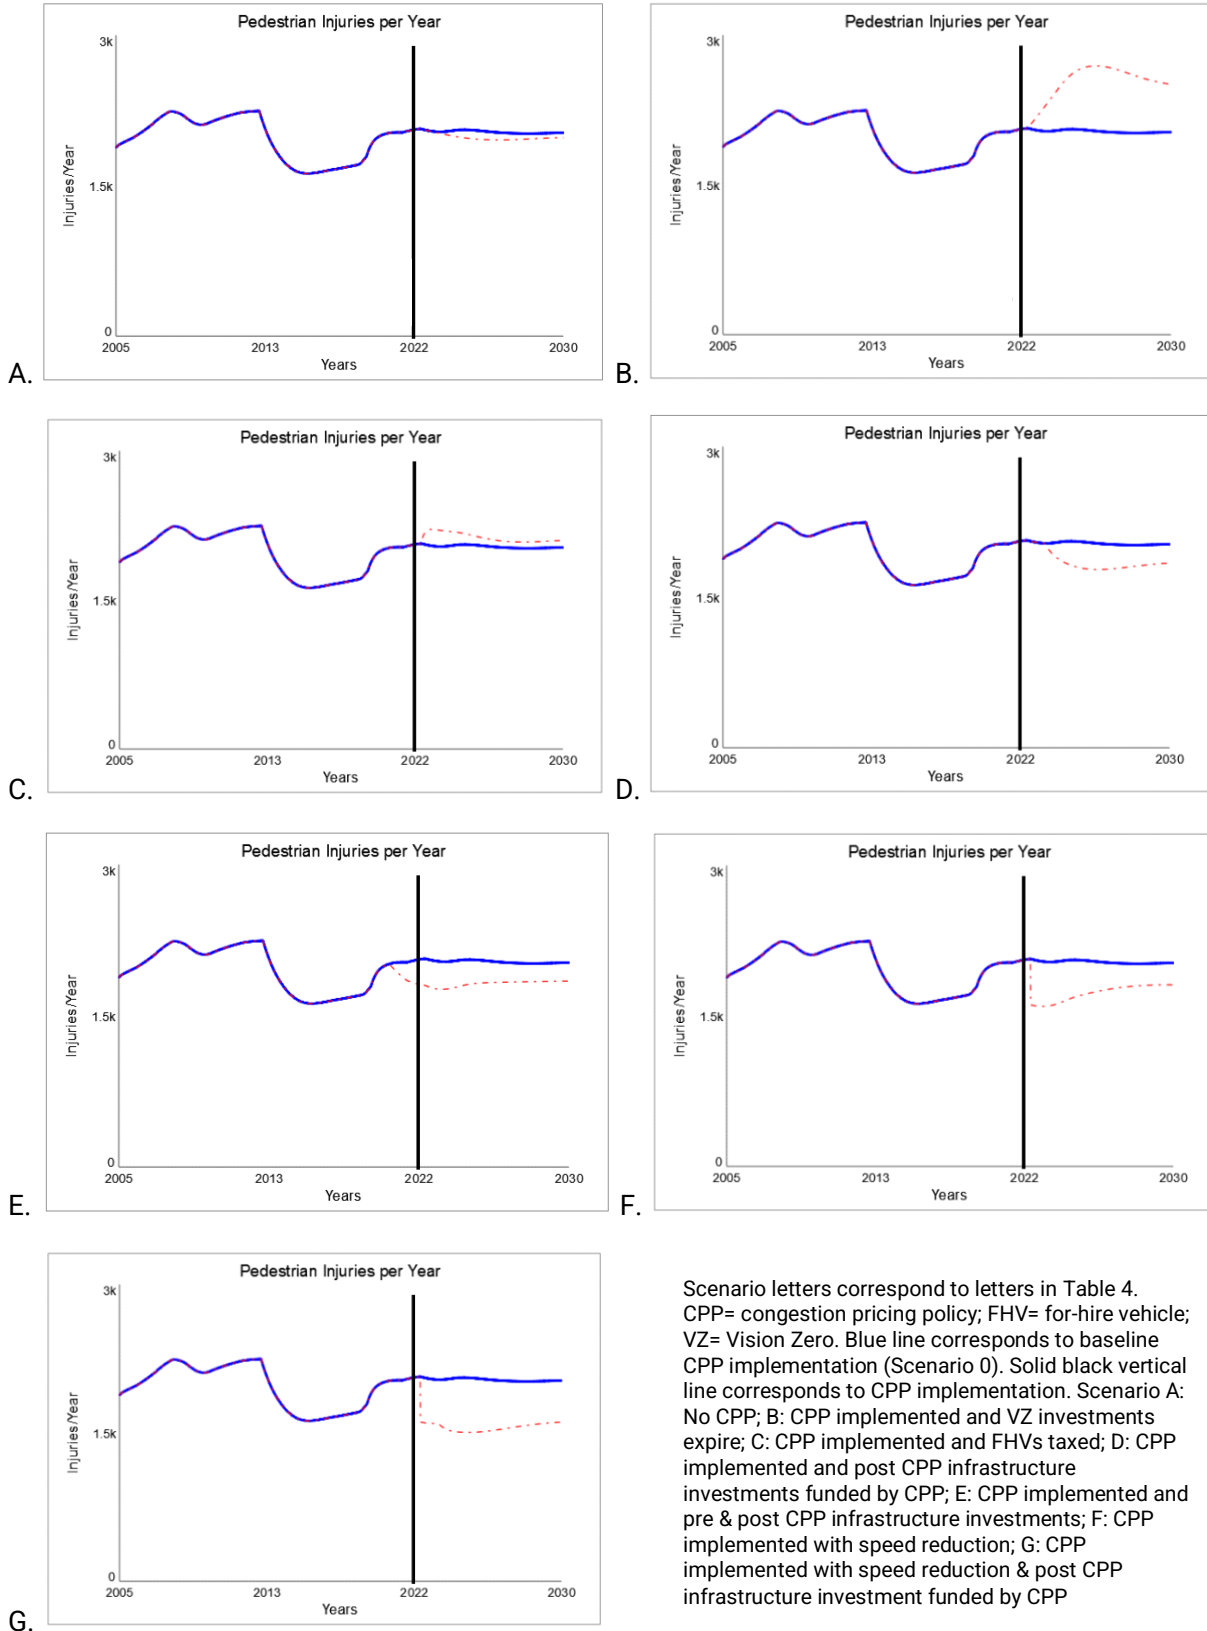 Pedestrian Injuries per Year
3k
1.5k
0
Injuries/Year
2005 2013 2022 2030
Years
A.
Pedestrian Injuries per Year
3k
1.5k
0
Injuries/Year
2005 2013 2022 2030
Years
B.
Pedestrian Injuries per Year
3k
1.5k
0
Injuries/Year
2005 2013 2022 2030
Years
C.
Pedestrian Injuries per Year
3k
1.5k
0
Injuries/Year
2005 2013 2022 2030
Years
D.
Pedestrian Injuries per Year
3k
1.5k
0
Injuries/Year
2005 2013 2022 2030
Years
E.
Pedestrian Injuries per Year
3k
1.5k
0
Injuries/Year
2005 2013 2022 2030
Years
F.
Pedestrian Injuries per Year
3k
1.5k
0
Injuries/Year
2005 2013 2022 2030
Years
G.
Scenario letters correspond to letters in Table 4.
CPP= congestion pricing policy; FHV= for-hire vehicle;
VZ= Vision Zero. Blue line corresponds to baseline
CPP implementation (Scenario 0). Solid black vertical
line corresponds to CPP implementation. Scenario A:
No CPP; B: CPP implemented and VZ investments
expire; C: CPP implemented and FHVs taxed; D: CPP
implemented and post CPP infrastructure
investments funded by CPP; E: CPP implemented and
pre & post CPP infrastructure investments; F: CPP
implemented with speed reduction; G: CPP
implemented with speed reduction & post CPP
infrastructure investment funded by CPP